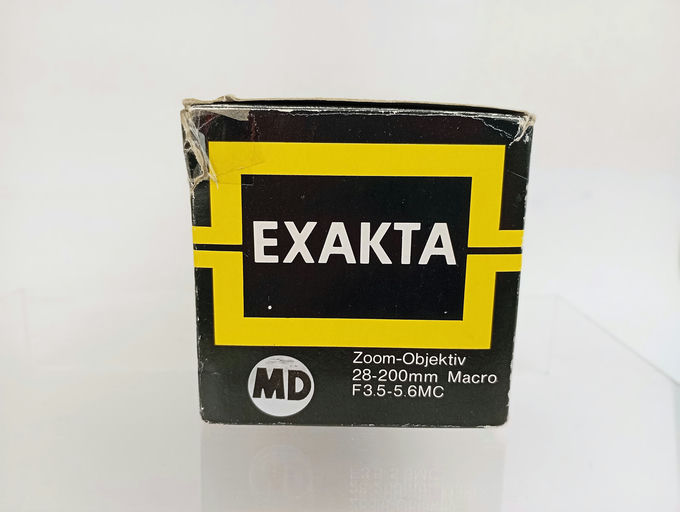 EXAKTA
MD
Zoom-Objektiv
28-200mm Macro
F3.5-5.6MC